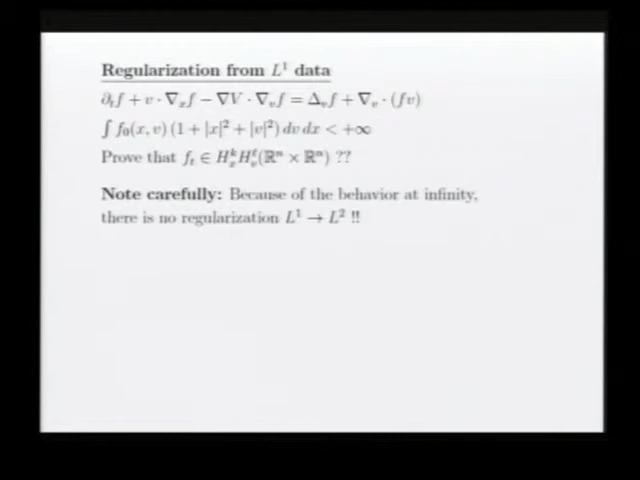 Regularization from L¹ data
∂ₜf + v · ∇ₓf − ∇V · ∇ᵥf = Δᵥf + ∇ᵥ · (fv)
∫ f₀(x, v) (1 + |x|² + |v|²) dv dx < +∞
Prove that fₜ ∈ HₓᵏHᵥˡ(ℝⁿ × ℝⁿ) ??
Note carefully: Because of the behavior at infinity,
there is no regularization L¹ → L² !!